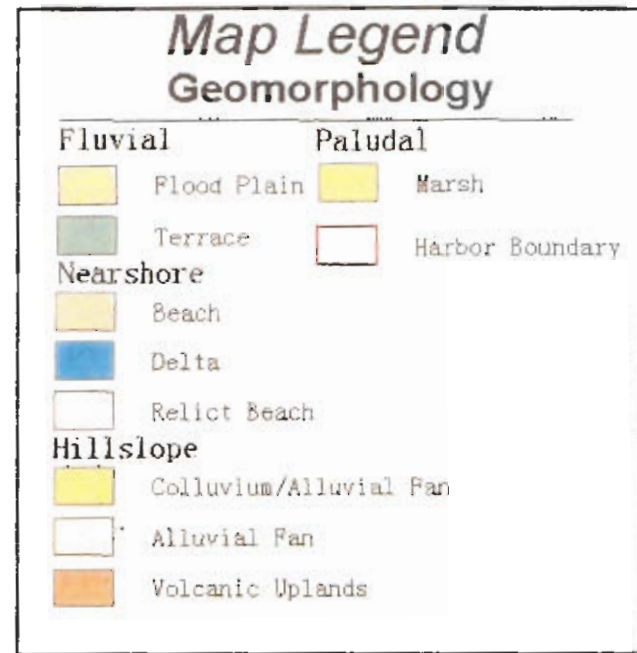 Map Legend
Geomorphology
Fluvial
Flood Plain
Terrace
Nearshore
Beach
Delta
Relict Beach
Hillslope
Colluvium/Alluvial Fan
Alluvial Fan
Volcanic Uplands
Paludal
Marsh
Harbor Boundary